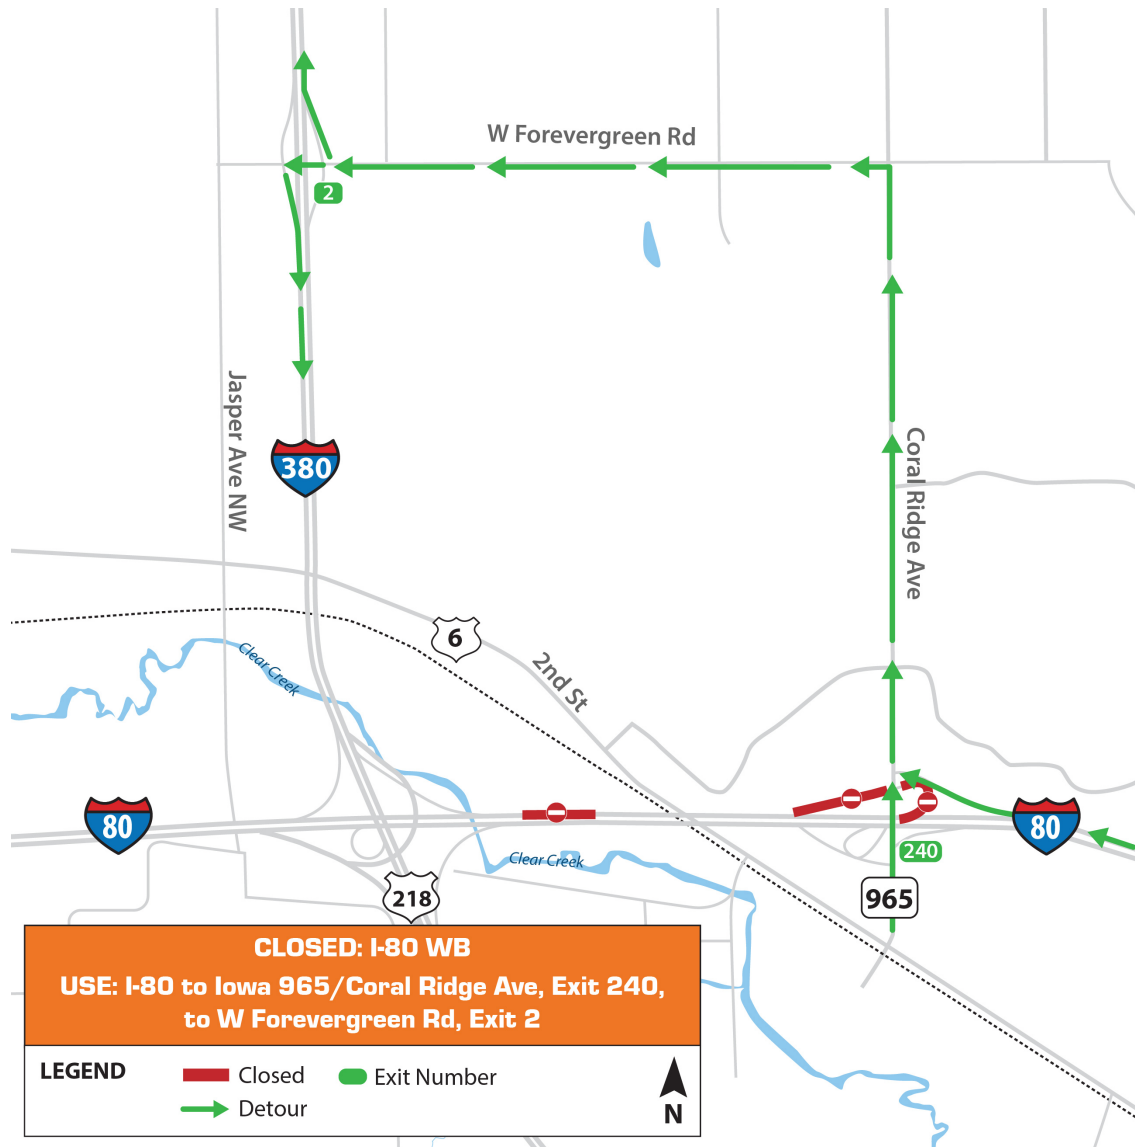 W Forevergreen Rd
2
Jasper Ave NW
380
Coral Ridge Ave
6
2nd St
Clear Creek
80
80
Clear Creek
240
218
965
CLOSED: I-80 WB
USE: I-80 to Iowa 965/Coral Ridge Ave, Exit 240,
to W Forevergreen Rd, Exit 2
LEGEND
Closed
Exit Number
Detour
N